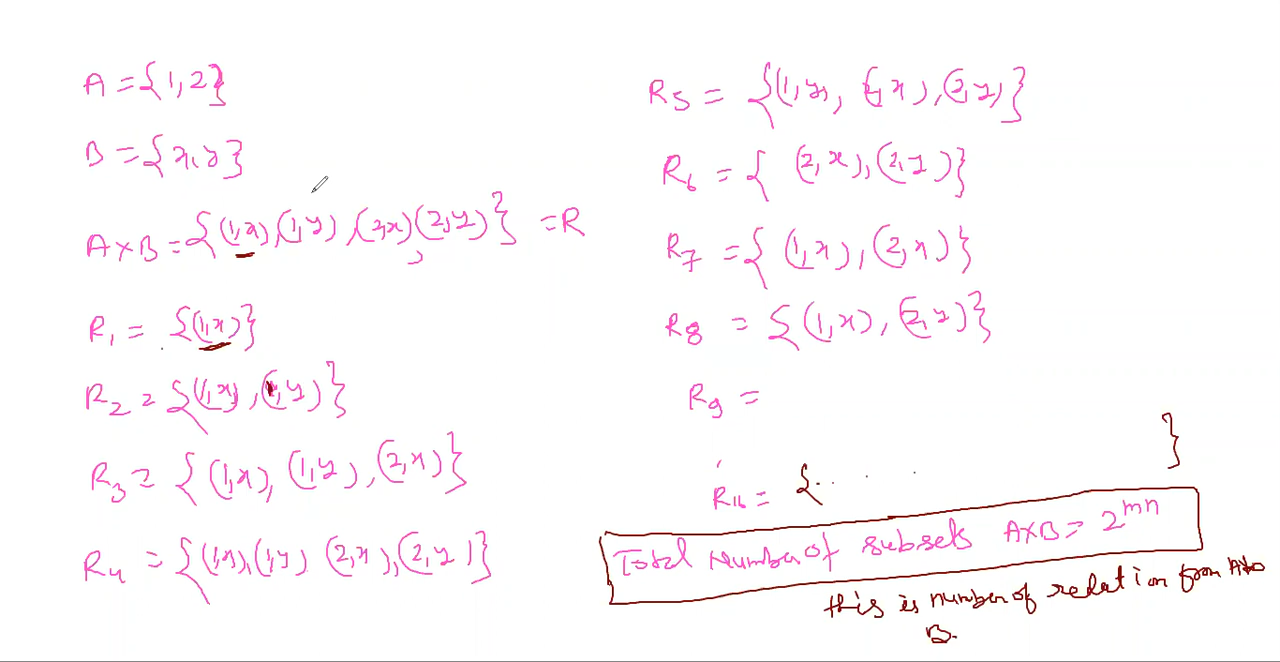 A = {1, 2}
B = {x, y}
A × B = {(1, x), (1, y), (2, x), (2, y)} = R
R1 = {(1, x)}
R2 = {(1, x), (1, y)}
R3 = {(1, x), (1, y), (2, x)}
R4 = {(1, x), (1, y) (2, x), (2, y)}
R5 = {(1, y), (2, x), (2, y)}
R6 = {(2, x), (2, y)}
R7 = {(1, x), (2, x)}
R8 = {(1, x), (2, y)}
R9 =
R16 = {... . . }
Total Number of subsets A×B = 2^mn
this is number of relation from A to
B.